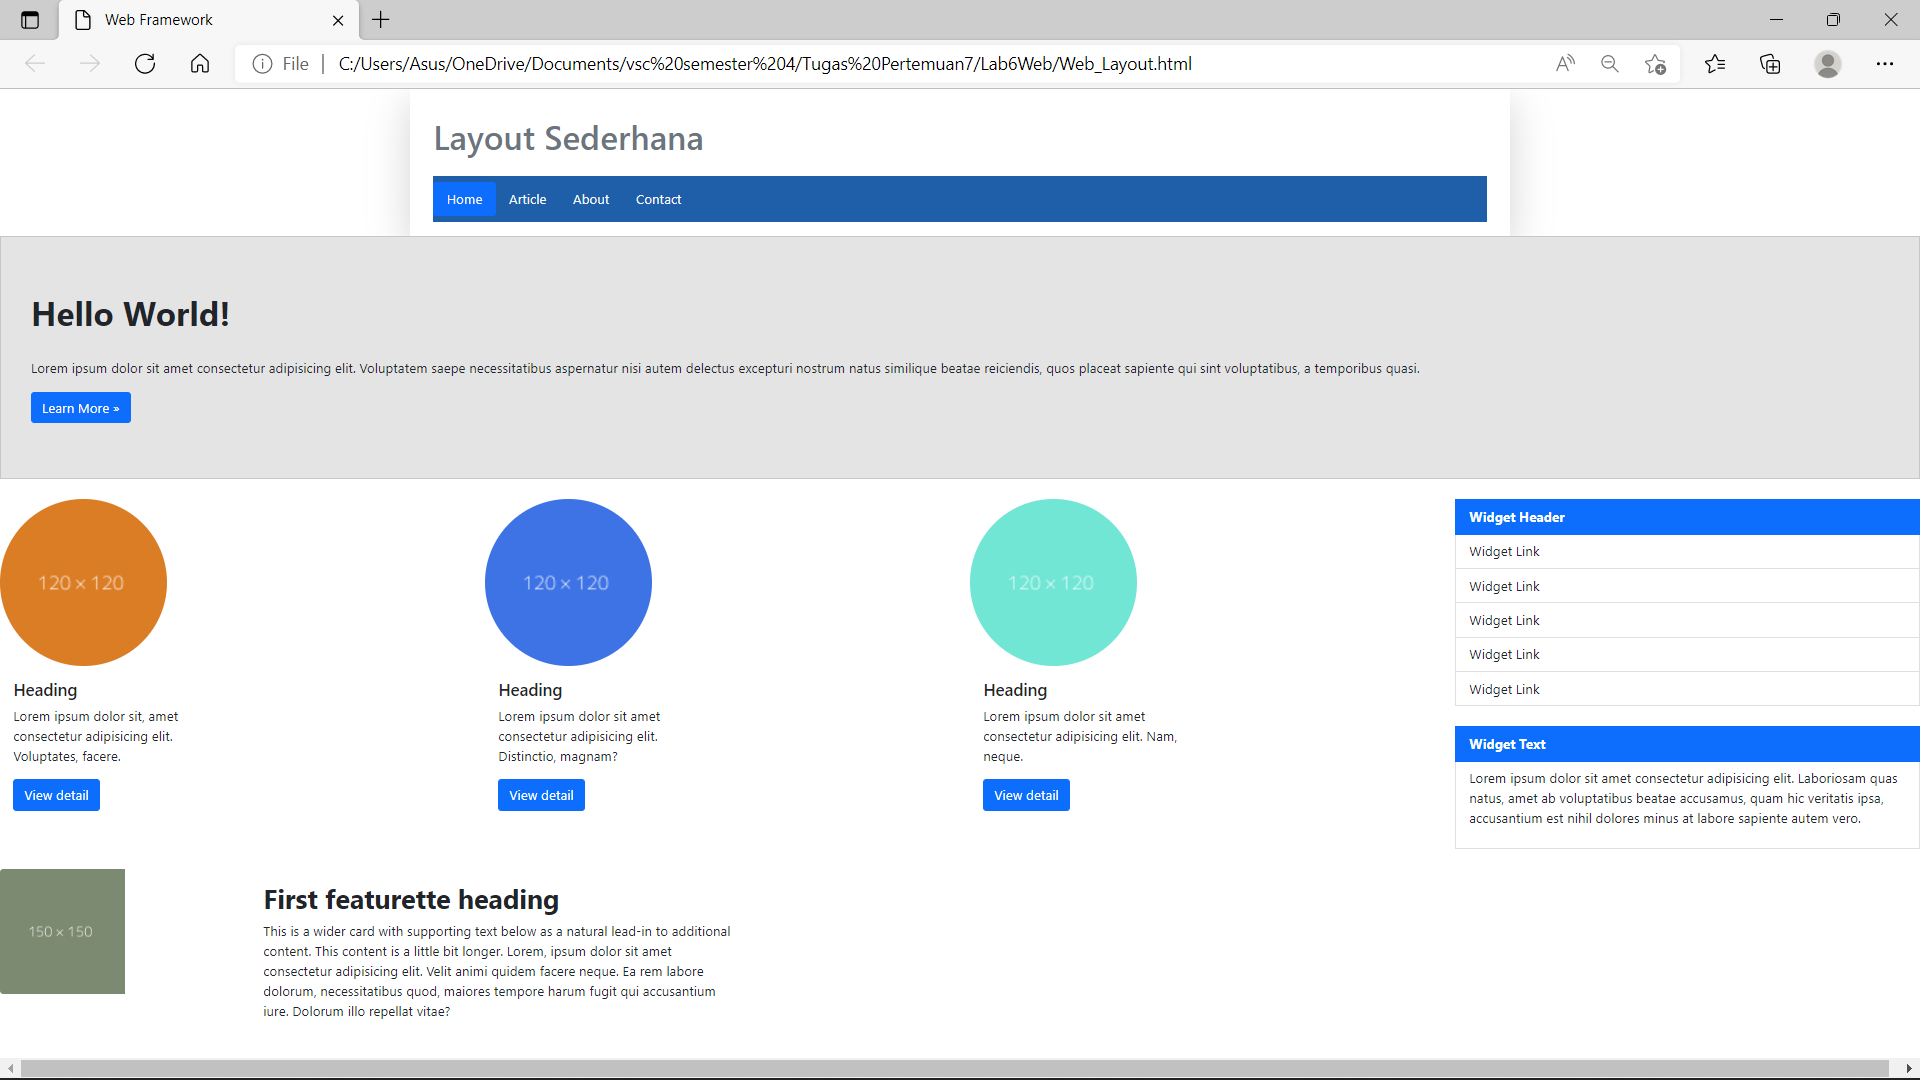 Web Framework
File
C:/Users/Asus/OneDrive/Documents/vsc%20semester%204/Tugas%20Pertemuan7/Lab6Web/Web_Layout.html
Layout Sederhana
Home Article About Contact
Hello World!
Lorem ipsum dolor sit amet consectetur adipisicing elit. Voluptatem saepe necessitatibus aspernatur nisi autem delectus excepturi nostrum natus similique beatae reiciendis, quos placeat sapiente qui sint voluptatibus, a temporibus quasi.
Learn More »
120 × 120
Heading
Lorem ipsum dolor sit, amet
consectetur adipisicing elit.
Voluptates, facere.
View detail
120 × 120
Heading
Lorem ipsum dolor sit amet
consectetur adipisicing elit.
Distinctio, magnam?
View detail
120 × 120
Heading
Lorem ipsum dolor sit amet
consectetur adipisicing elit. Nam,
neque.
View detail
Widget Header
Widget Link
Widget Link
Widget Link
Widget Link
Widget Link
Widget Text
Lorem ipsum dolor sit amet consectetur adipisicing elit. Laboriosam quas
natus, amet ab voluptatibus beatae accusamus, quam hic veritatis ipsa,
accusantium est nihil dolores minus at labore sapiente autem vero.
150 × 150
First featurette heading
This is a wider card with supporting text below as a natural lead-in to additional
content. This content is a little bit longer. Lorem, ipsum dolor sit amet
consectetur adipisicing elit. Velit animi quidem facere neque. Ea rem labore
dolorum, necessitatibus quod, maiores tempore harum fugit qui accusantium
iure. Dolorum illo repellat vitae?